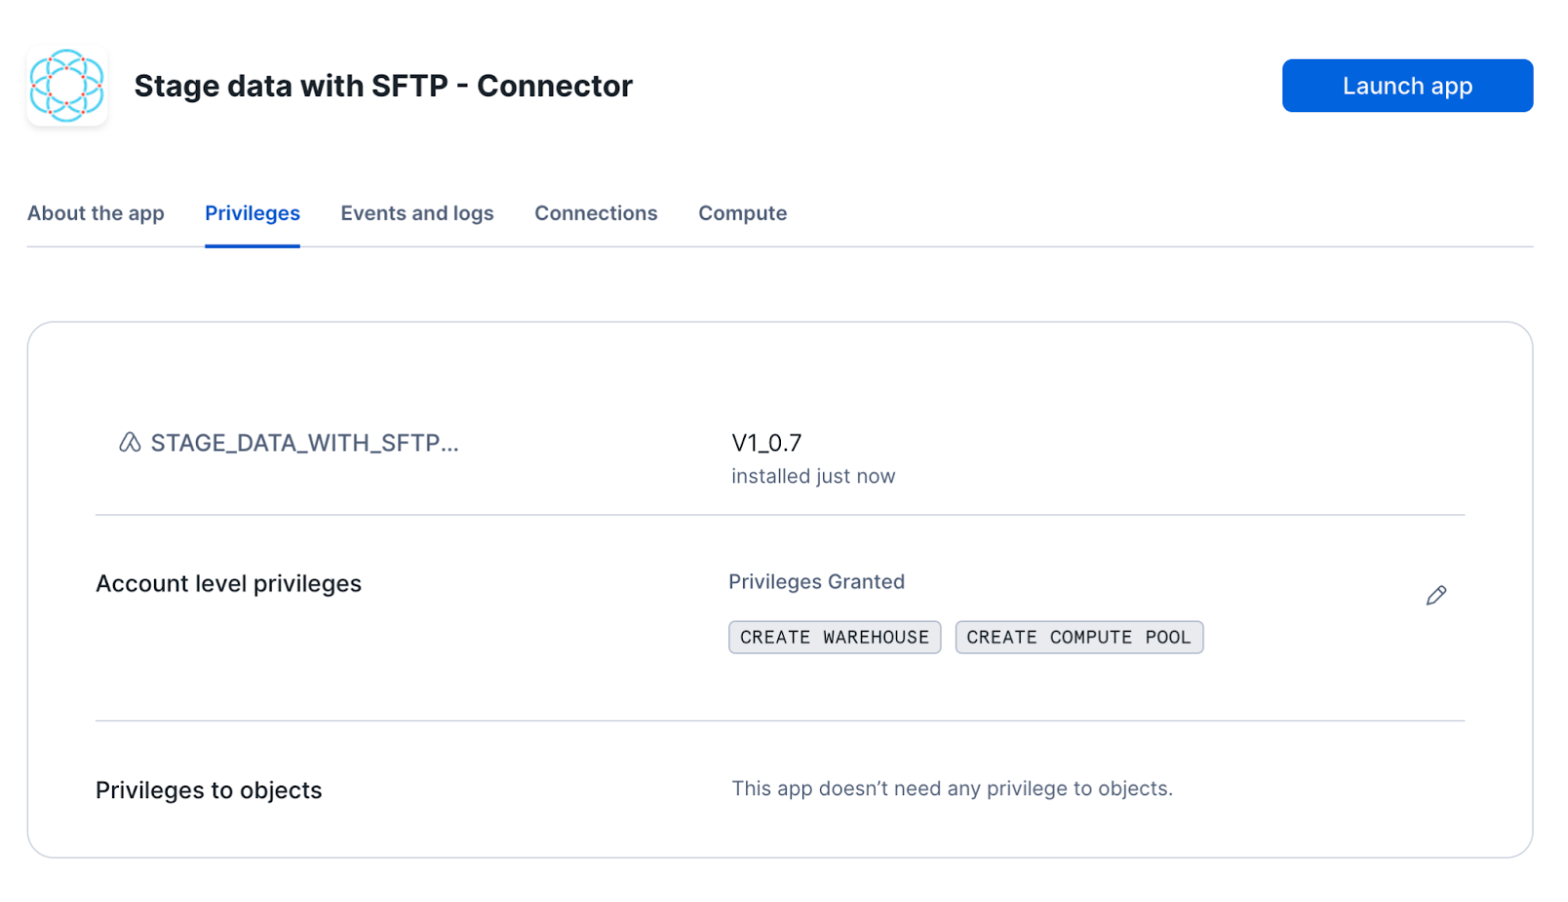 Stage data with SFTP - Connector
Launch app
About the app
Privileges
Events and logs
Connections
Compute
STAGE_DATA_WITH_SFTP...
V1_0.7
installed just now
Account level privileges
Privileges Granted
CREATE WAREHOUSE
CREATE COMPUTE POOL
Privileges to objects
This app doesn’t need any privilege to objects.